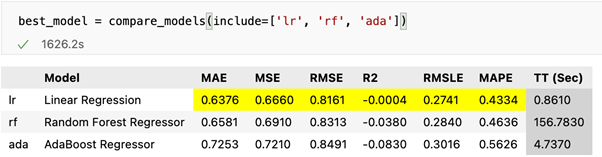 best_model = compare_models(include=['lr', 'rf', 'ada'])
✓ 1626.2s
Model MAE MSE RMSE R2 RMSLE MAPE TT (Sec)
lr Linear Regression 0.6376 0.6660 0.8161 -0.0004 0.2741 0.4334 0.8610
rf Random Forest Regressor 0.6581 0.6910 0.8313 -0.0380 0.2840 0.4636 156.7830
ada AdaBoost Regressor 0.7253 0.7210 0.8491 -0.0830 0.3016 0.5626 4.7370